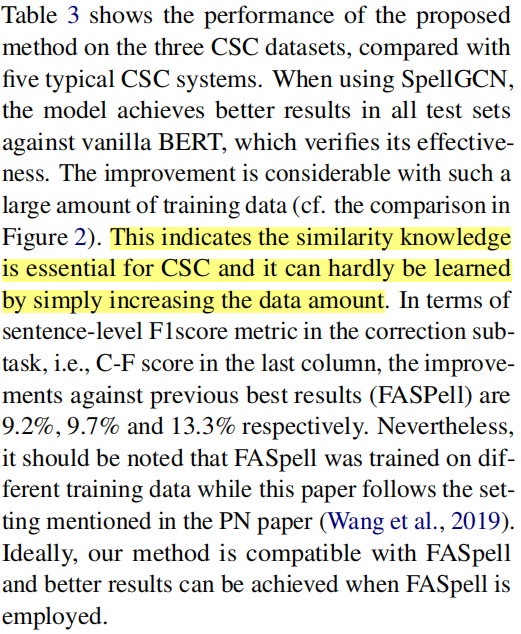 Table 3 shows the performance of the proposed
method on the three CSC datasets, compared with
five typical CSC systems. When using SpellGCN,
the model achieves better results in all test sets
against vanilla BERT, which verifies its effective-
ness. The improvement is considerable with such a
large amount of training data (cf. the comparison in
Figure 2). This indicates the similarity knowledge
is essential for CSC and it can hardly be learned
by simply increasing the data amount. In terms of
sentence-level F1score metric in the correction sub-
task, i.e., C-F score in the last column, the improve-
ments against previous best results (FASPell) are
9.2%, 9.7% and 13.3% respectively. Nevertheless,
it should be noted that FASpell was trained on dif-
ferent training data while this paper follows the set-
ting mentioned in the PN paper (Wang et al., 2019).
Ideally, our method is compatible with FASpell
and better results can be achieved when FASpell is
employed.